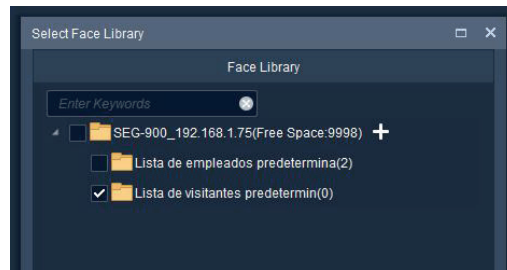 Select Face Library
Face Library
Enter Keywords
SEG-900_192.168.1.75(Free Space:9998)
Lista de empleados predetermina(2)
Lista de visitantes predetermin(0)